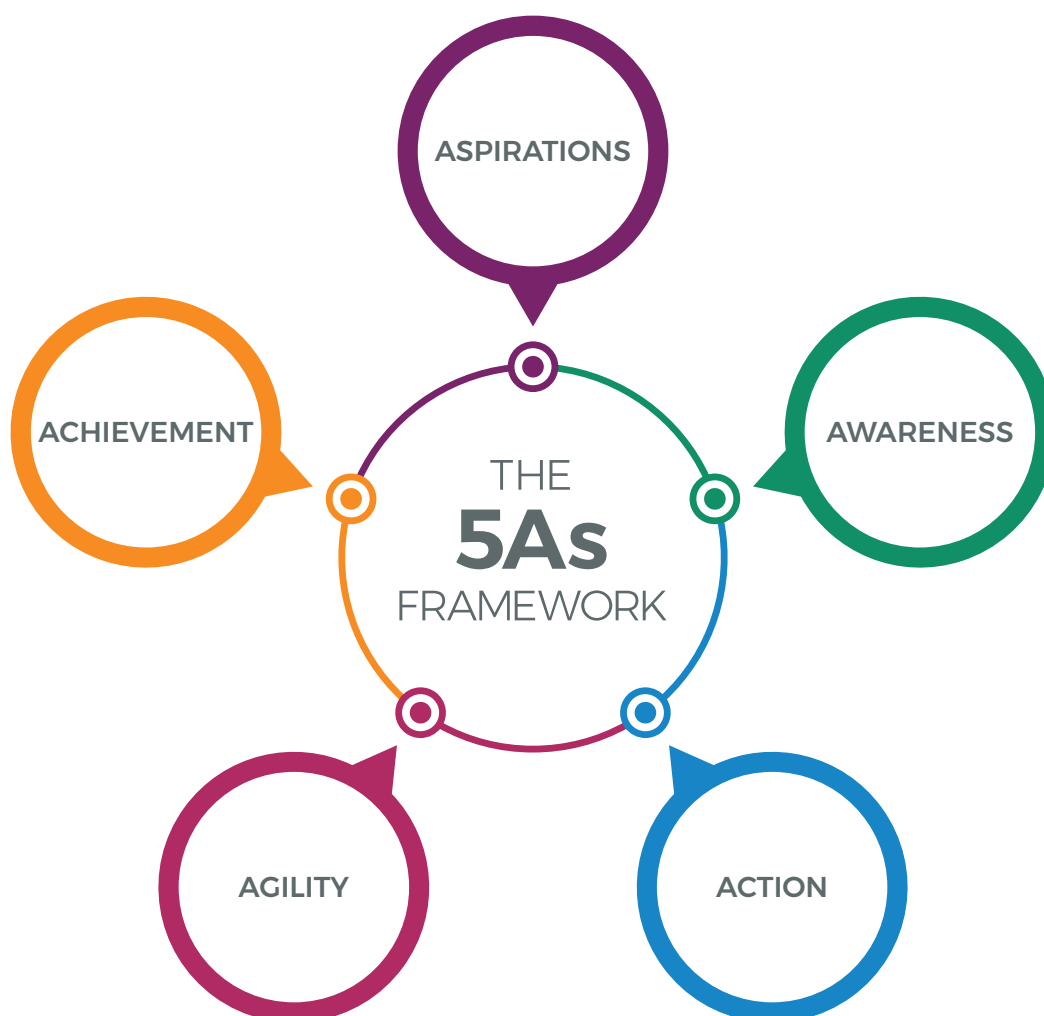 ASPIRATIONS
ACHIEVEMENT
AWARENESS
THE
5As
FRAMEWORK
AGILITY
ACTION